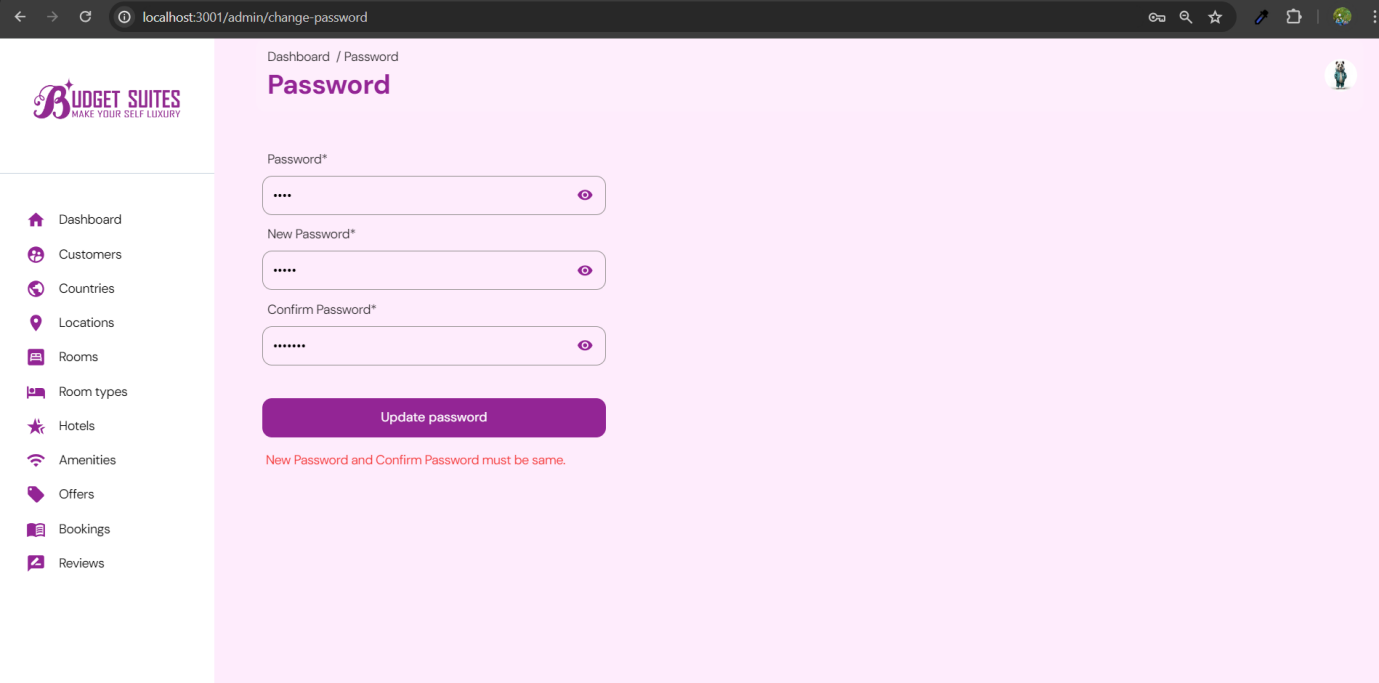 localhost:3001/admin/change-password
BUDGET SUITES
MAKE YOUR SELF LUXURY
Dashboard / Password
Password
Dashboard
Customers
Countries
Locations
Rooms
Room types
Hotels
Amenities
Offers
Bookings
Reviews
Password*
••••
New Password*
•••••
Confirm Password*
•••••••
Update password
New Password and Confirm Password must be same.